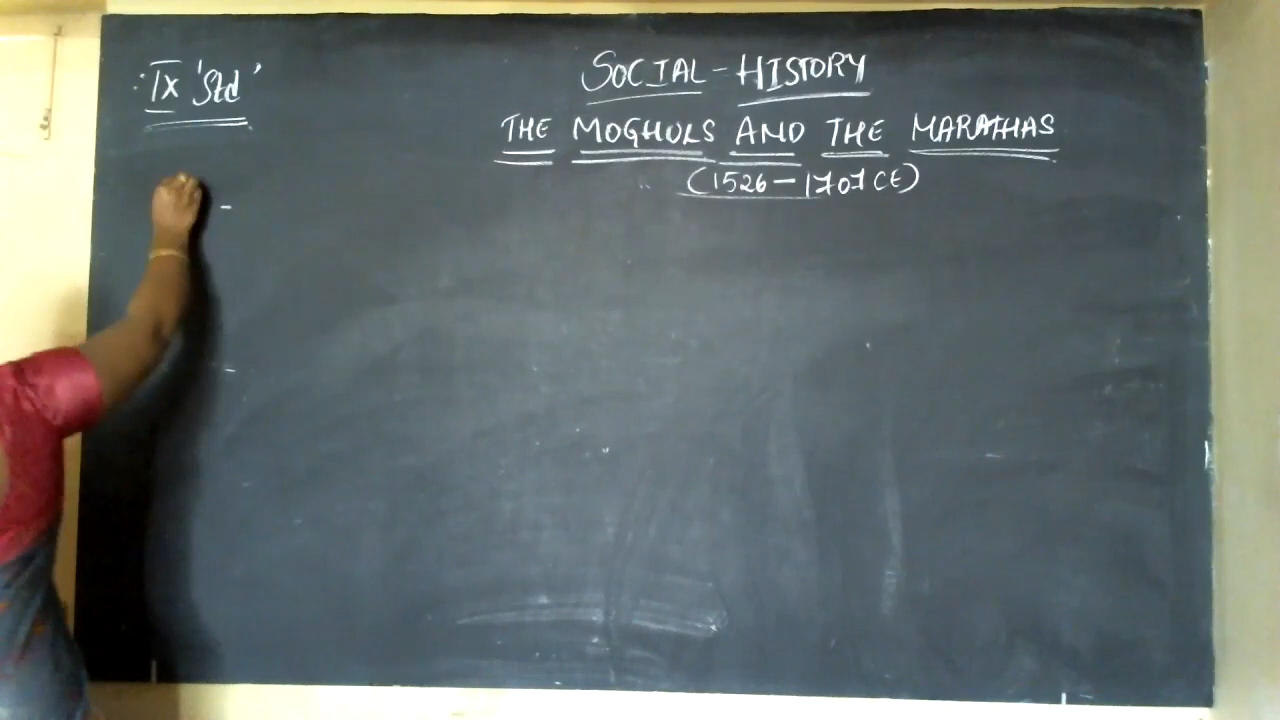 IX 'Std'
SOCIAL-HISTORY
THE MOGHULS AND THE MARATHAS
(1526-1707 CE)